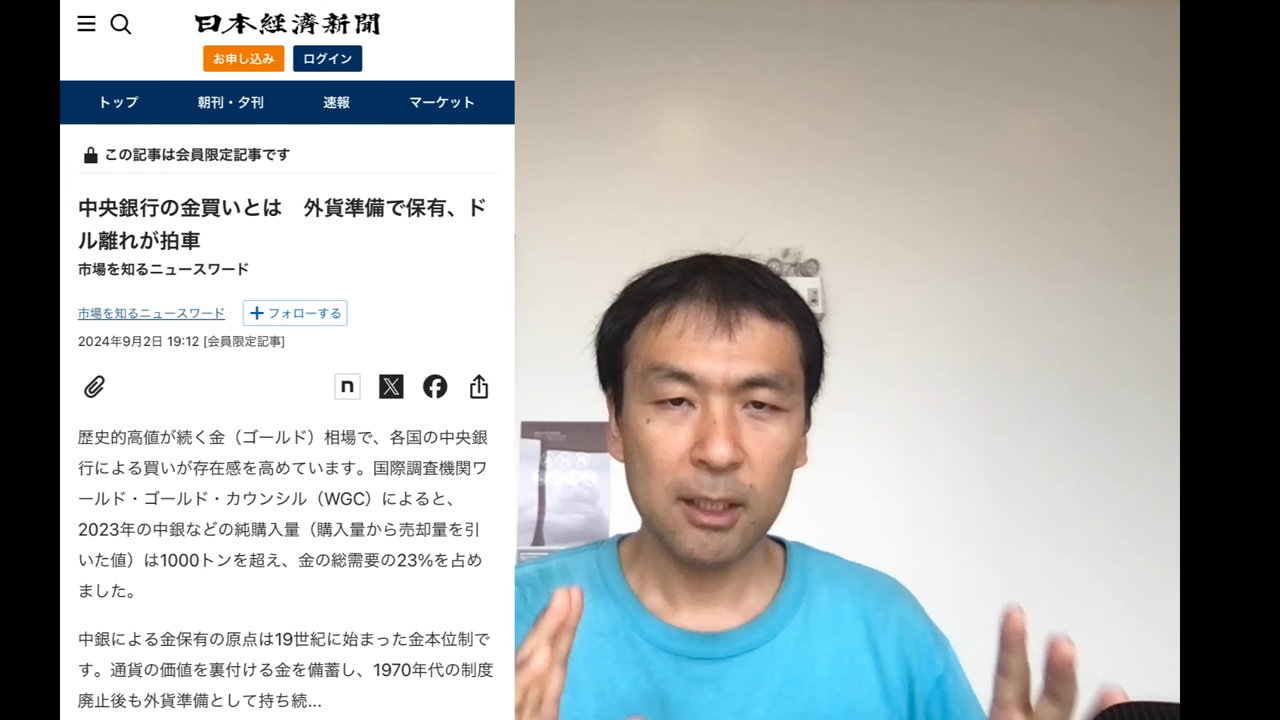 日本経済新聞
お申し込み ログイン
トップ 朝刊・夕刊 速報 マーケット
この記事は会員限定記事です
中央銀行の金買いとは 外貨準備で保有、ド
ル離れが拍車
市場を知るニュースワード
市場を知るニュースワード フォローする
2024年9月2日 19:12 [会員限定記事]
歴史的高値が続く金（ゴールド）相場で、各国の中央銀
行による買いが存在感を高めています。国際調査機関ワ
ールド・ゴールド・カウンシル（WGC）によると、
2023年の中銀などの純購入量（購入量から売却量を引
いた値）は1000トンを超え、金の総需要の23%を占め
ました。
中銀による金保有の原点は19世紀に始まった金本位制で
す。通貨の価値を裏付ける金を備蓄し、1970年代の制度
廃止後も外貨準備として持ち続...